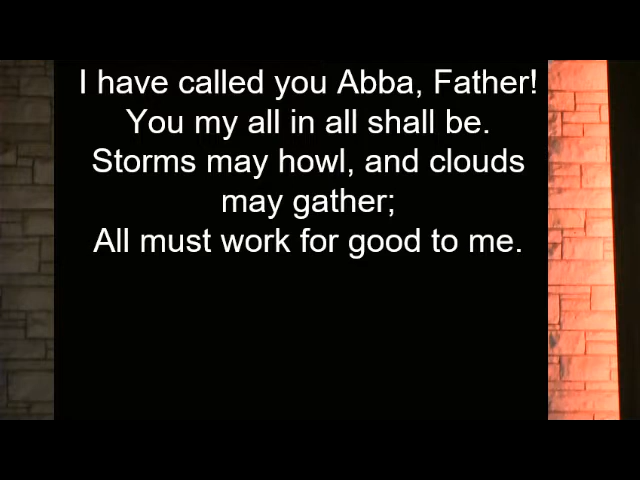 I have called you Abba, Father!
You my all in all shall be.
Storms may howl, and clouds
may gather;
All must work for good to me.